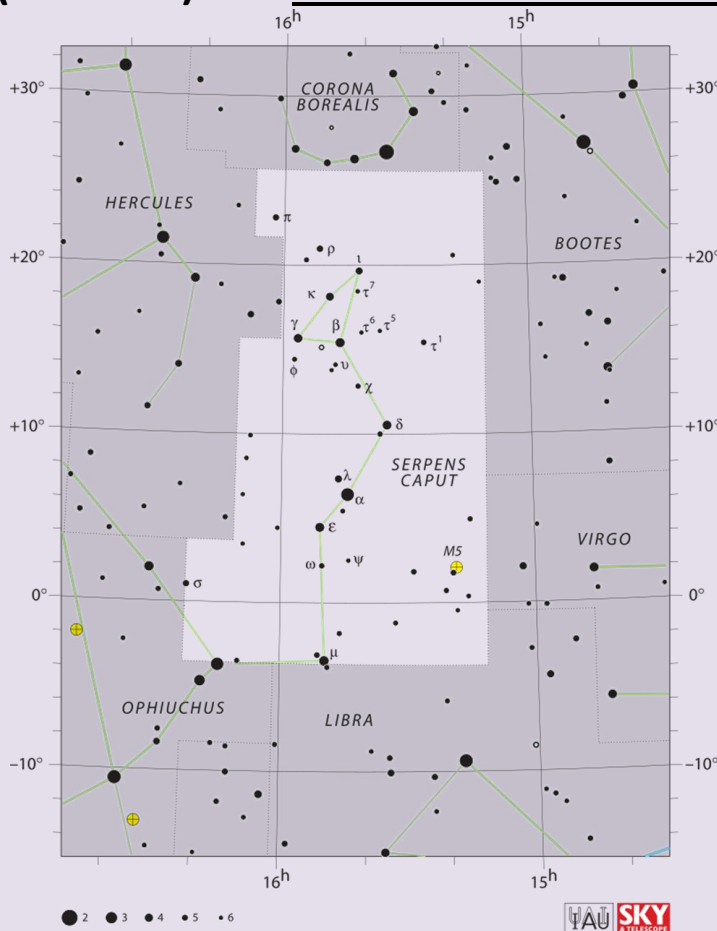 (
16h
15h
+30°
+30°
CORONA
BOREALIS
HERCULES
π
BOOTES
ρ
+20°
ι
+20°
κ
τ7
γ
β
τ6
τ5
τ1
φ
υ
χ
+10°
δ
+10°
SERPENS
CAPUT
λ
α
ε
VIRGO
ω
ψ
M5
σ
0°
0°
μ
OPHIUCHUS
LIBRA
−10°
−10°
16h
15h
2
3
4
5
6
IAU
SKY
& TELESCOPE